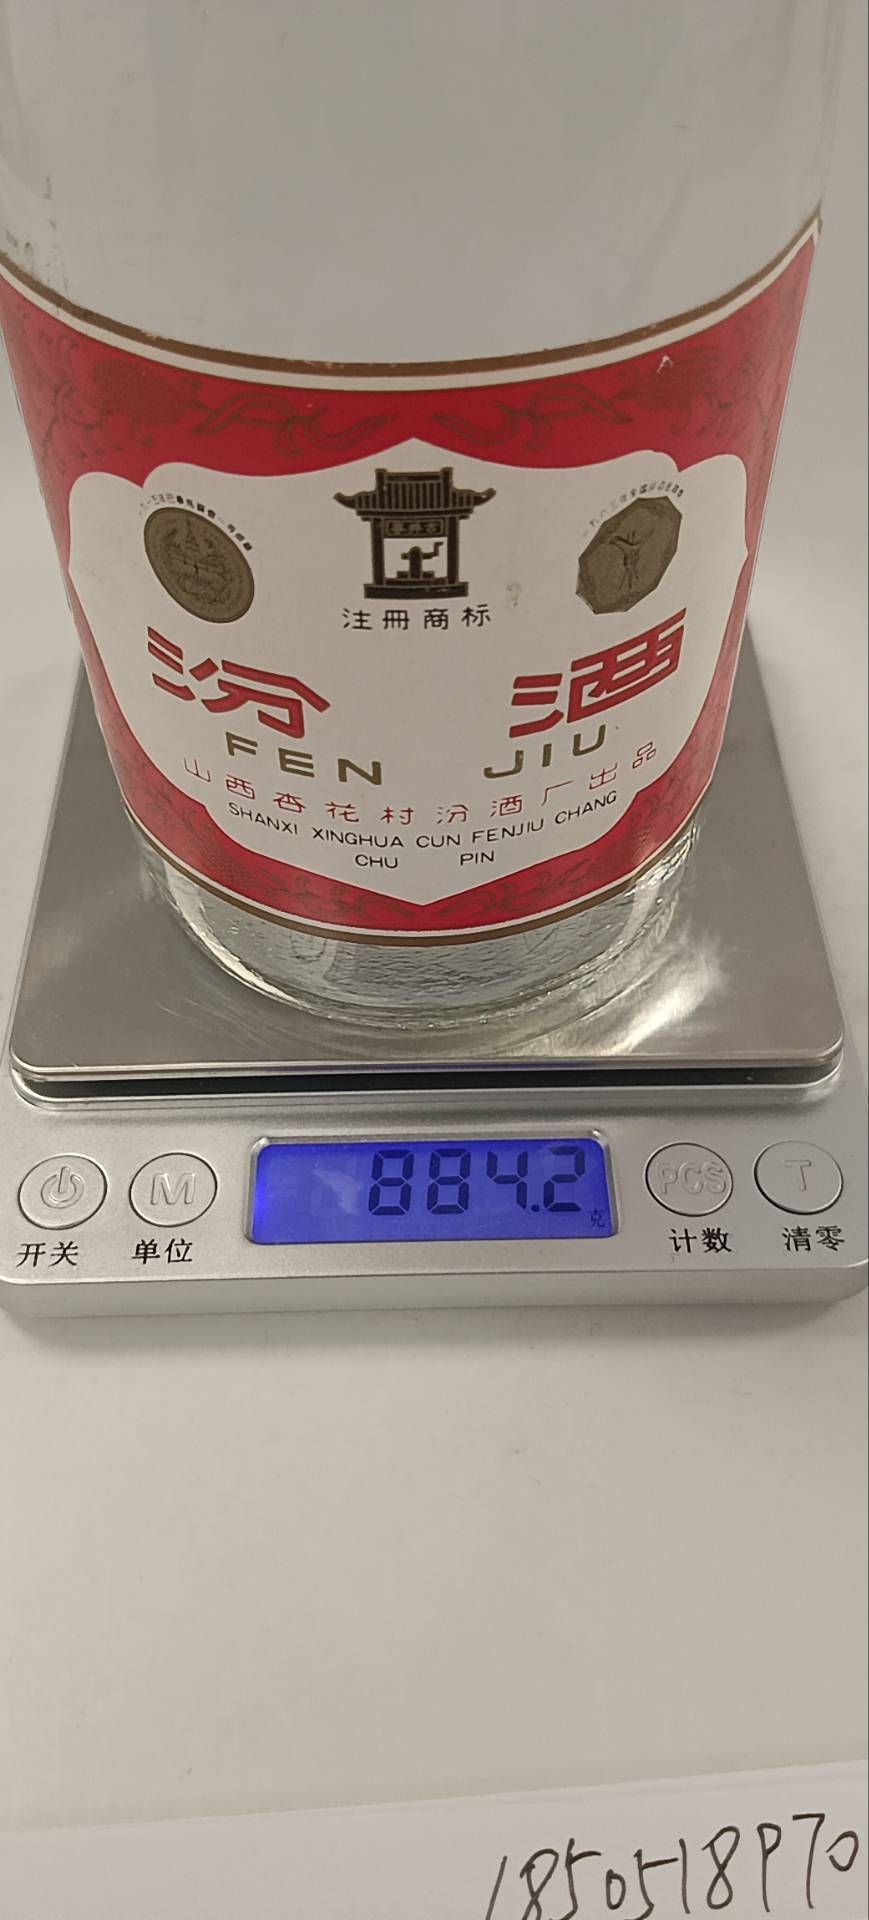 注册商标
汾酒
FEN JIU
山西杏花村汾酒厂出品
SHANXI XINGHUA CUN FENJIU CHANG
CHU PIN
884.2
克
M
PCS
T
开关
单位
计数
清零
1850518970